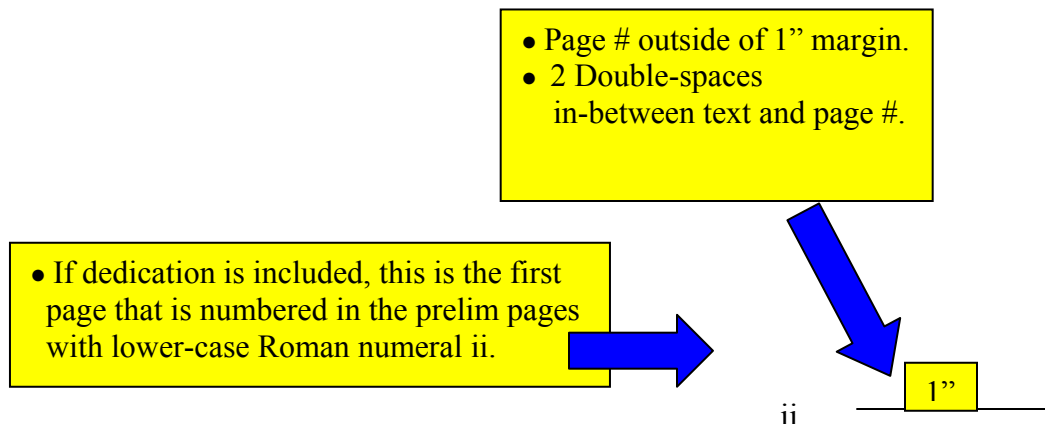 ● Page # outside of 1” margin.
● 2 Double-spaces
in-between text and page #.
● If dedication is included, this is the first
page that is numbered in the prelim pages
with lower-case Roman numeral ii.
1”
ii